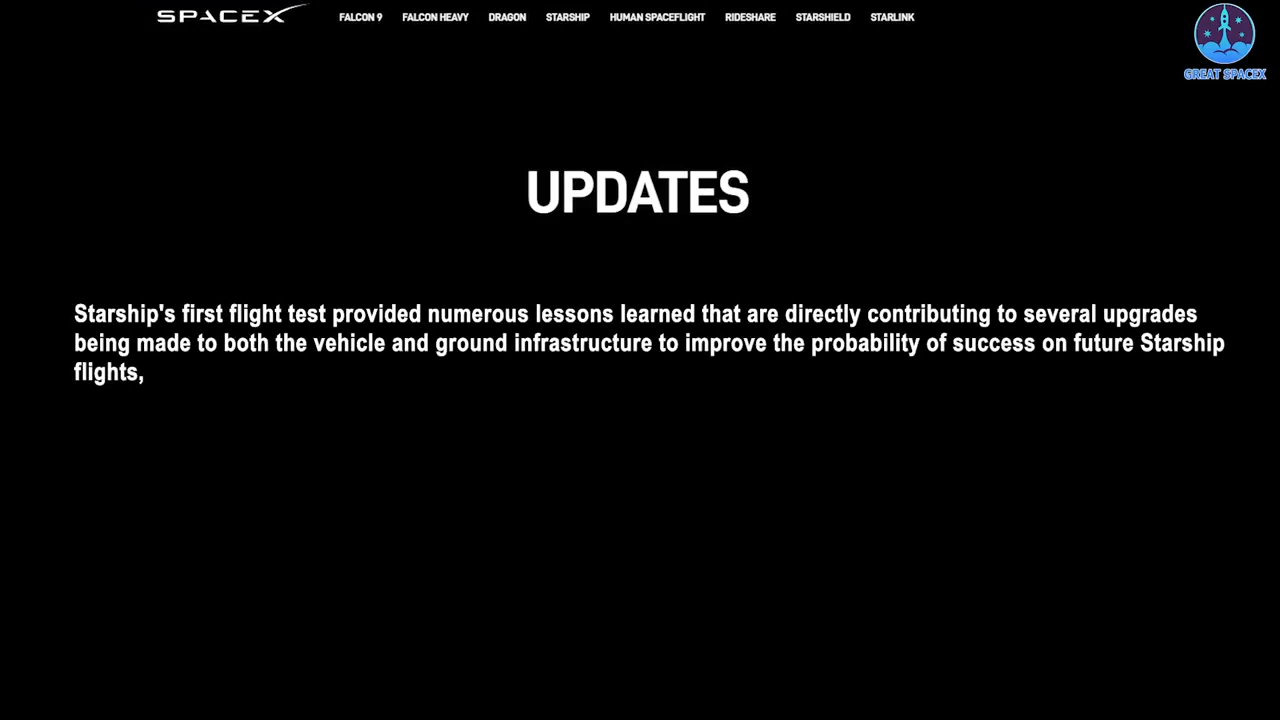 SPACEX FALCON 9 FALCON HEAVY DRAGON STARSHIP HUMAN SPACEFLIGHT RIDESHARE STARSHIELD STARLINK
GREAT SPACEX
UPDATES
Starship's first flight test provided numerous lessons learned that are directly contributing to several upgrades
being made to both the vehicle and ground infrastructure to improve the probability of success on future Starship
flights,